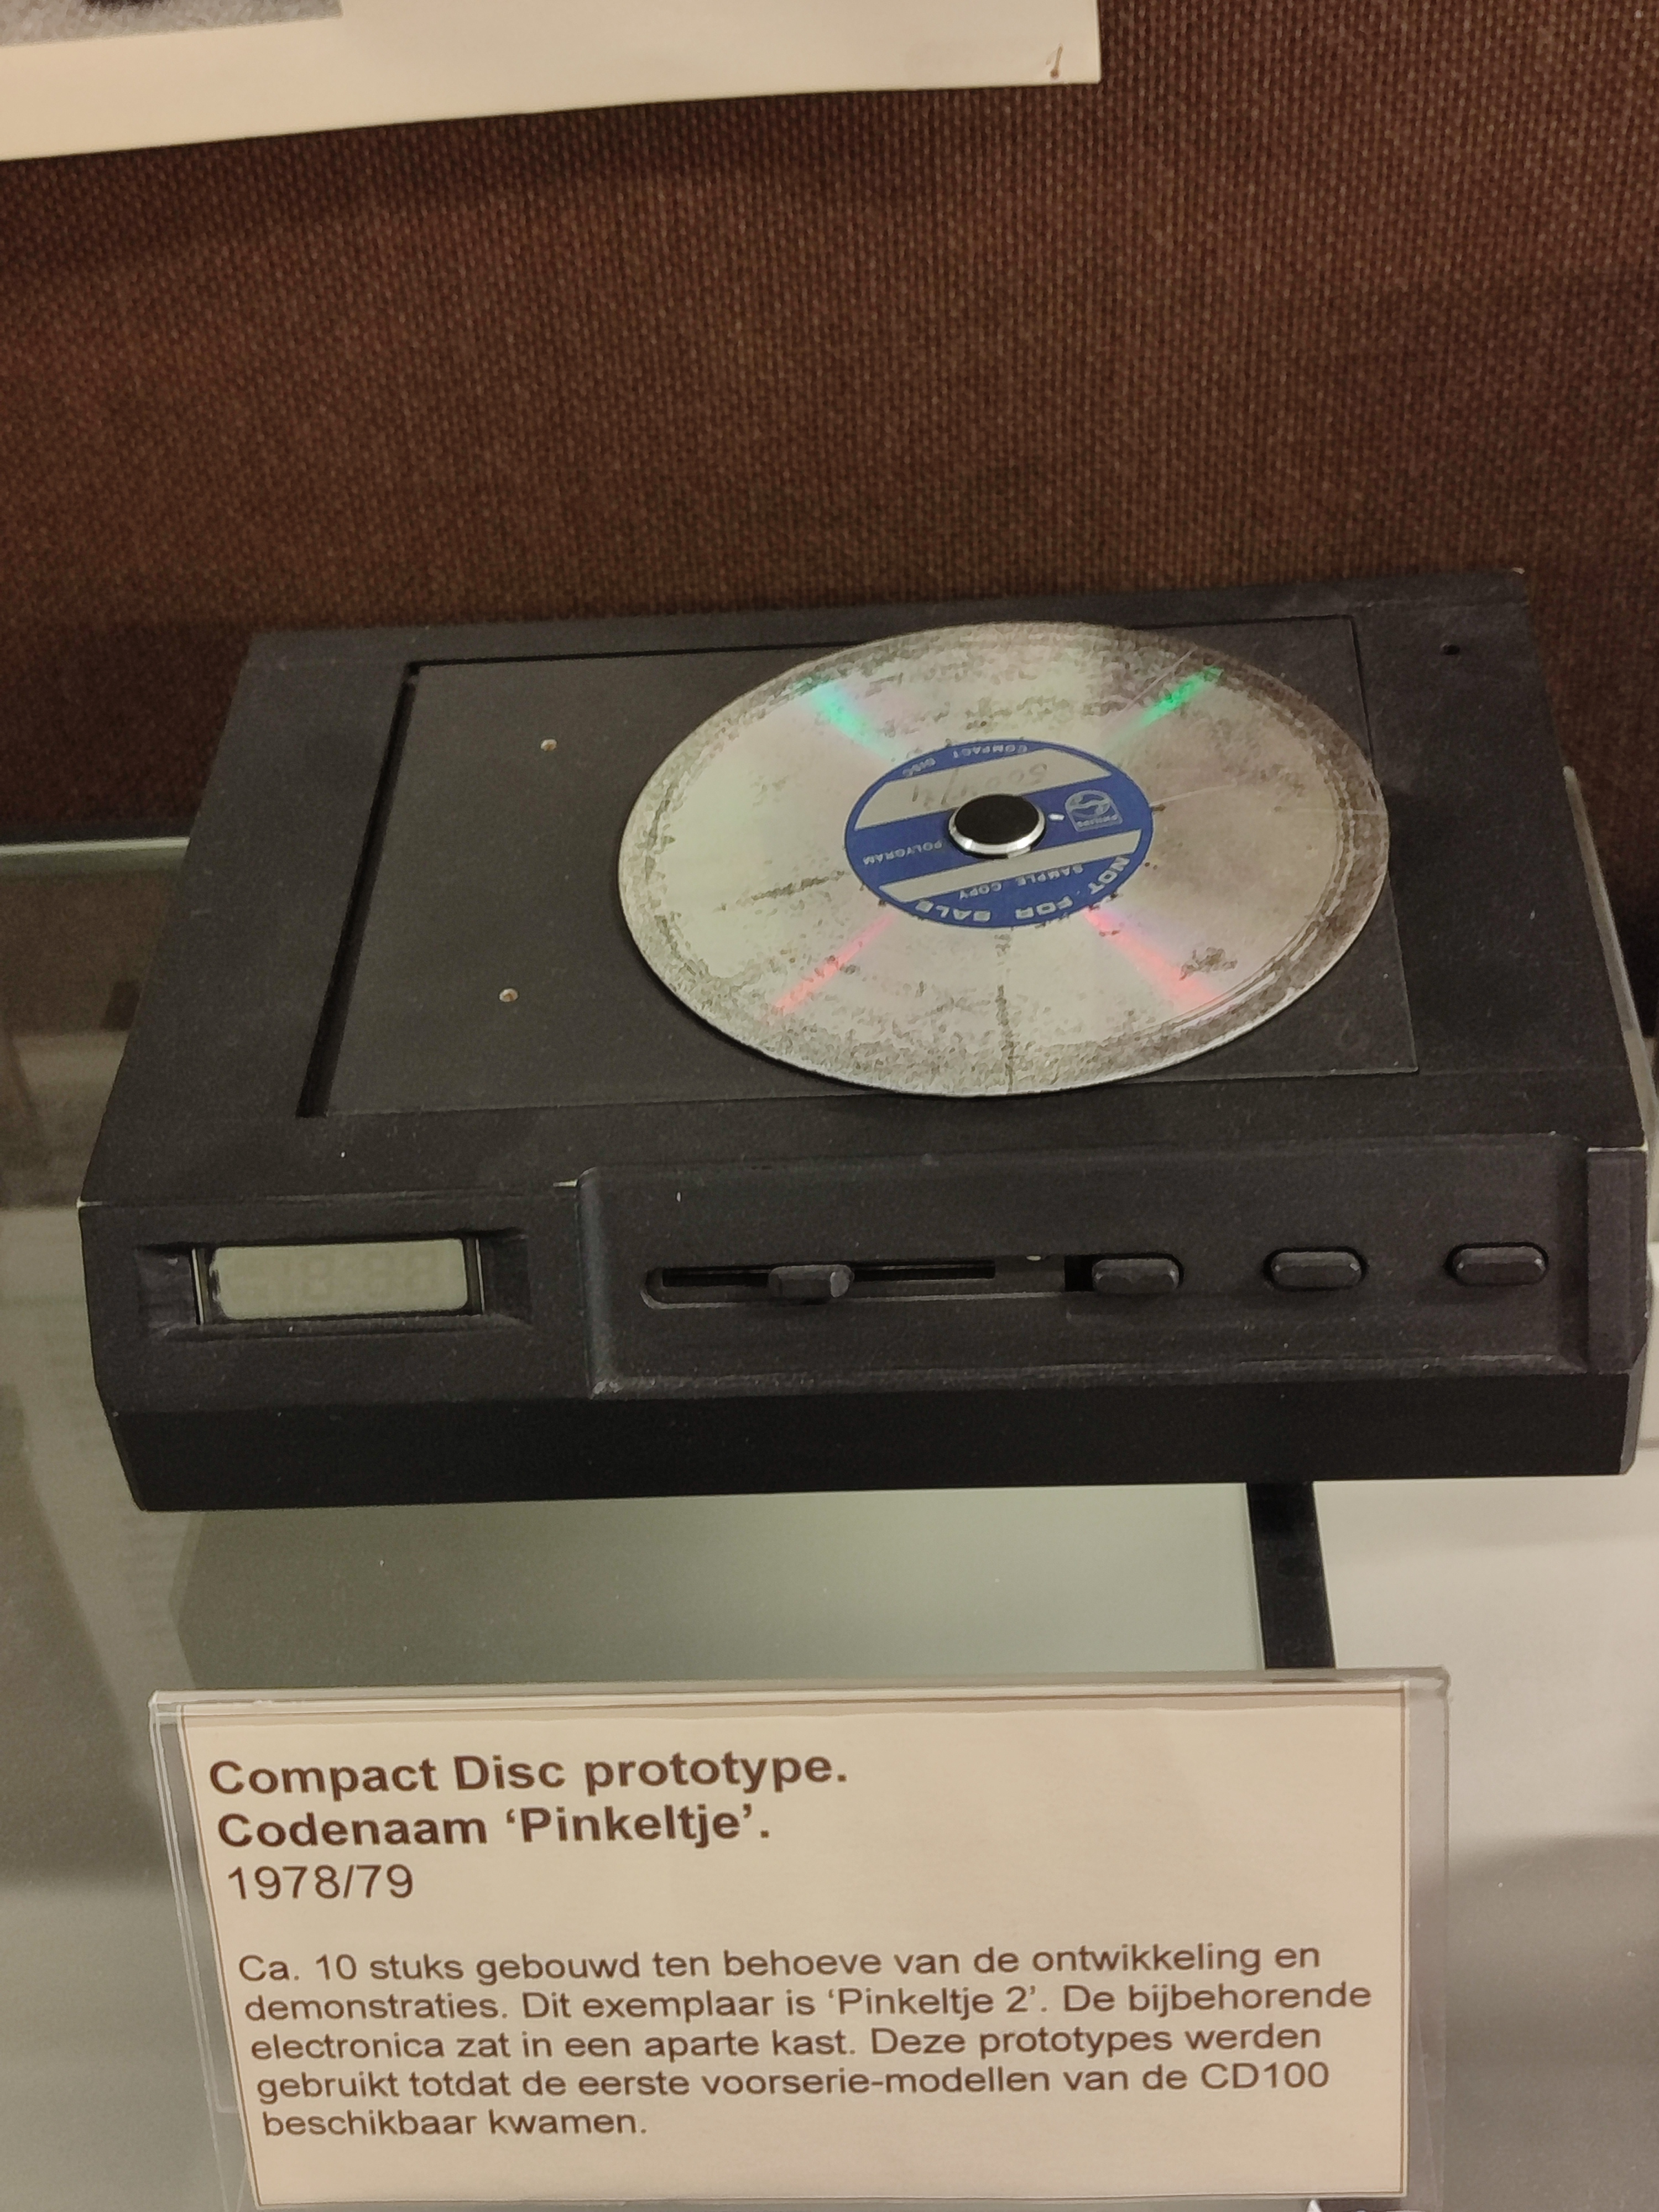 COMPACT DISC
PHILIPS
POLYGRAM
SAMPLE COPY
NOT FOR SALE
Compact Disc prototype.
Codenaam ‘Pinkeltje’.
1978/79
Ca. 10 stuks gebouwd ten behoeve van de ontwikkeling en
demonstraties. Dit exemplaar is ‘Pinkeltje 2’. De bijbehorende
electronica zat in een aparte kast. Deze prototypes werden
gebruikt totdat de eerste voorserie-modellen van de CD100
beschikbaar kwamen.